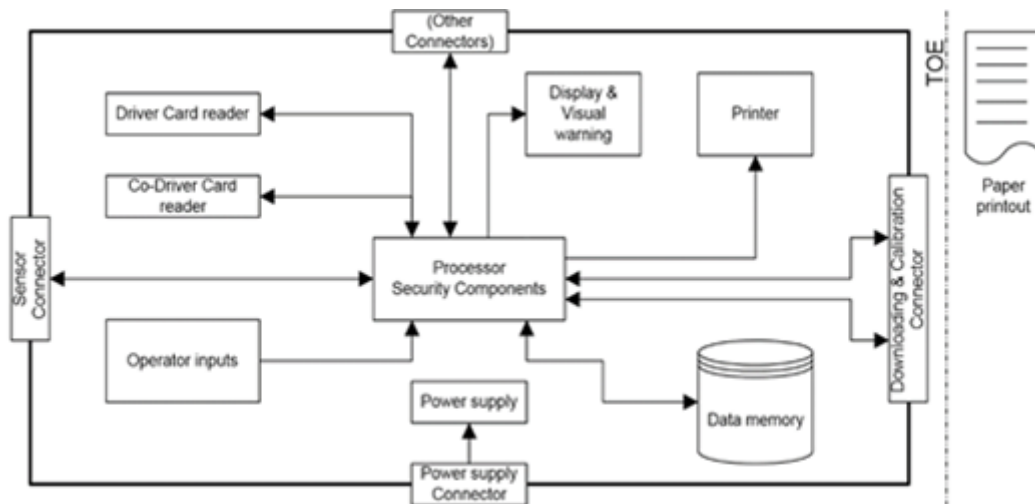 (Other
Connectors)
TOE
Driver Card reader
Display &
Visual
warning
Printer
Paper
printout
Co-Driver Card
reader
Sensor
Connector
Processor
Security Components
Downloading & Calibration
Connector
Operator inputs
Power supply
Data memory
Power supply
Connector